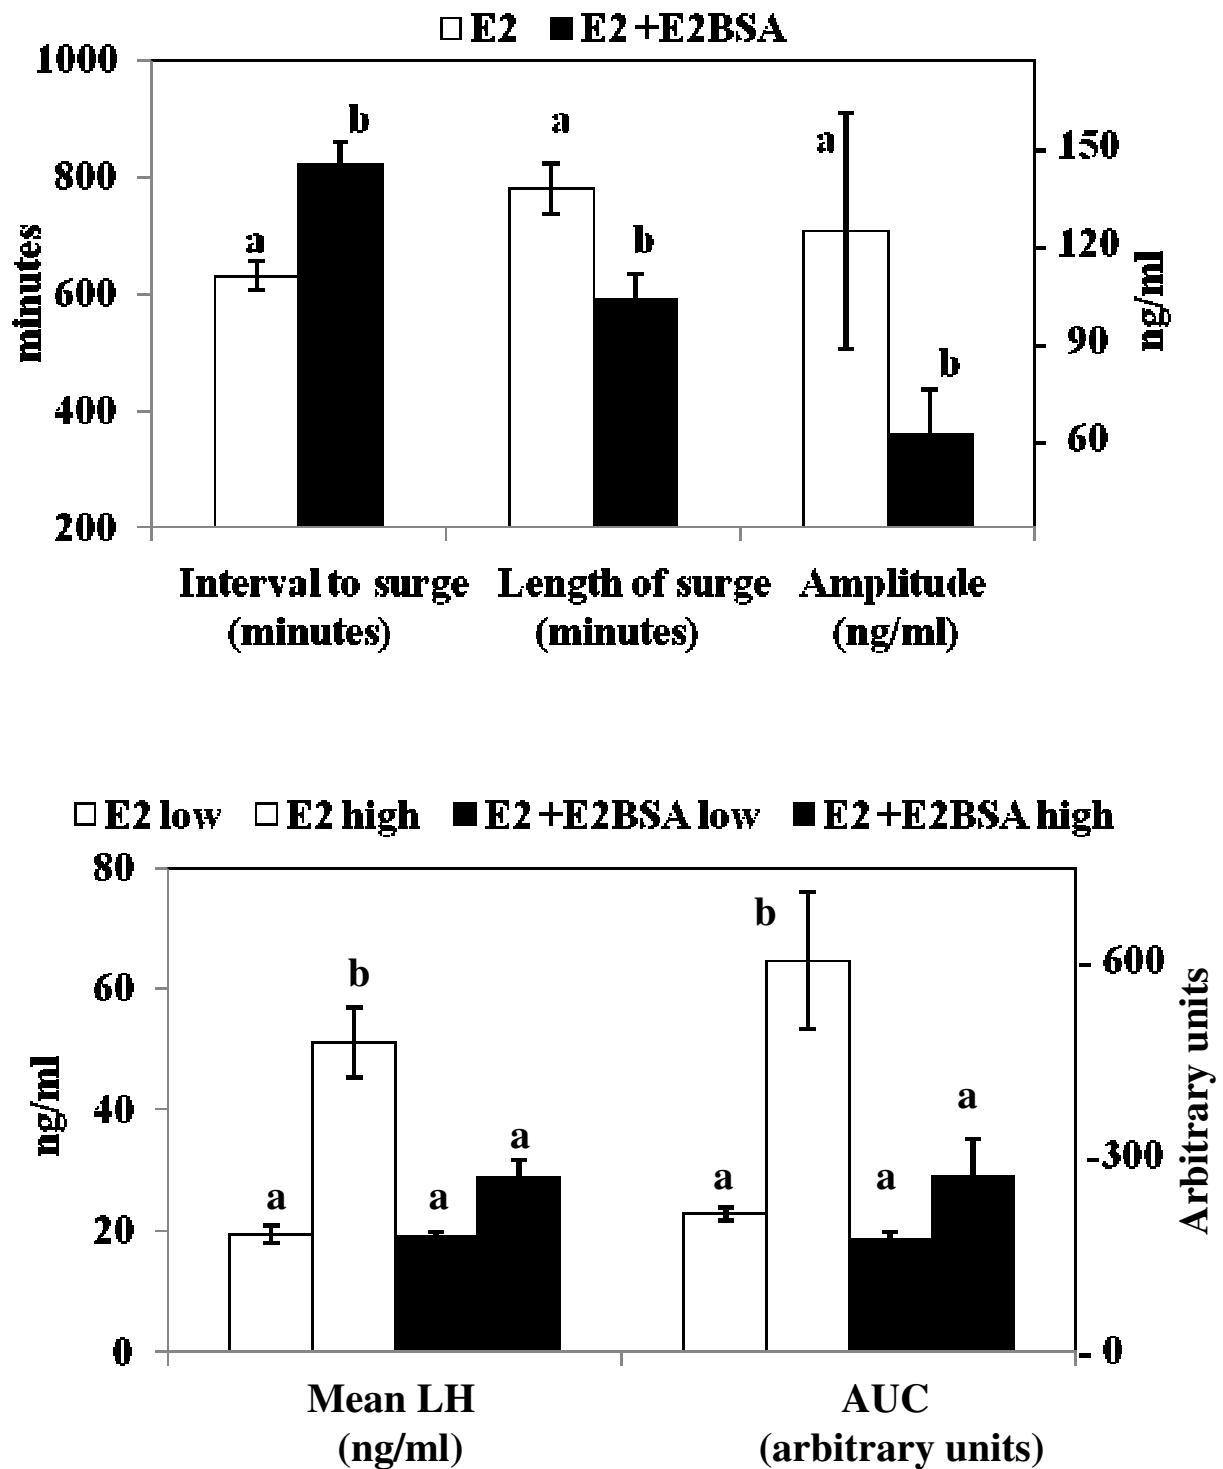 E2 E2 +E2BSA
1000
800
600
400
200
minutes
a
b
a
b
a
b
150
120
90
60
ng/ml
Interval to surge
(minutes)
Length of surge
(minutes)
Amplitude
(ng/ml)
E2 low E2 high E2 +E2BSA low E2 +E2BSA high
80
60
40
20
0
ng/ml
a
b
a
a
a
b
a
a
- 600
-300
- 0
Arbitrary units
Mean LH
(ng/ml)
AUC
(arbitrary units)